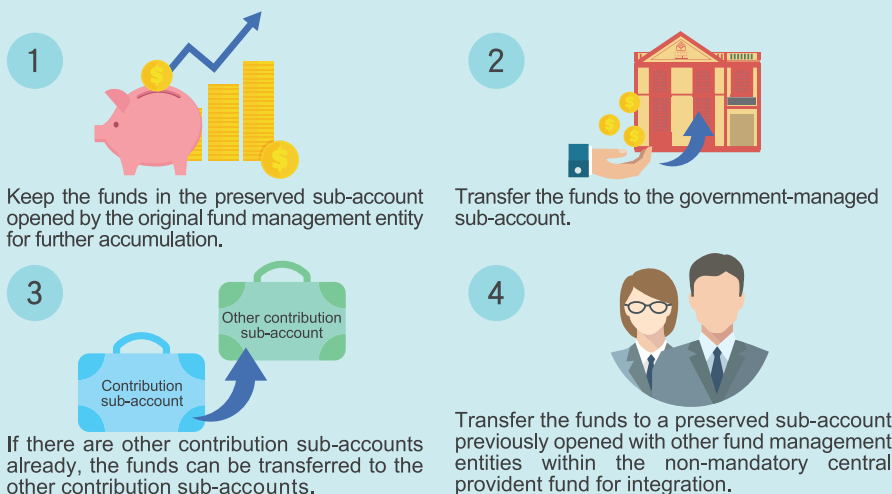 1
Keep the funds in the preserved sub-account
opened by the original fund management entity
for further accumulation.
2
Transfer the funds to the government-managed
sub-account.
3
Contribution
sub-account
Other contribution
sub-account
If there are other contribution sub-accounts
already, the funds can be transferred to the
other contribution sub-accounts.
4
Transfer the funds to a preserved sub-account
previously opened with other fund management
entities within the non-mandatory central
provident fund for integration.